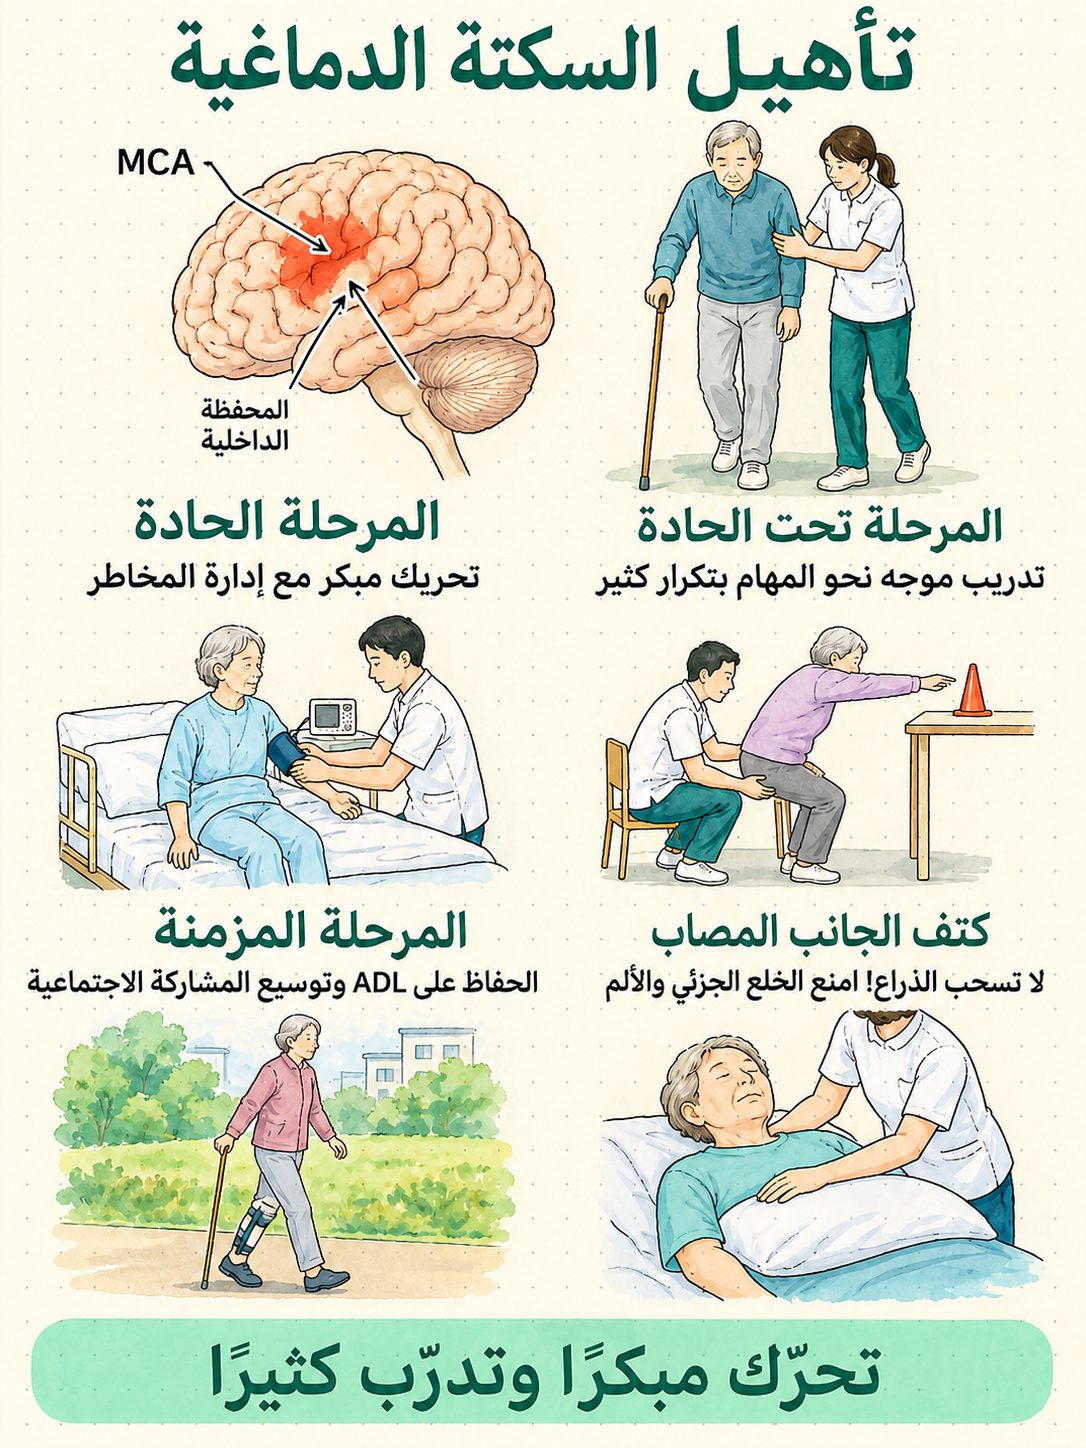 تأهيل السكتة الدماغية
MCA
المحفظة
الداخلية
المرحلة تحت الحادة
تدريب موجه نحو المهام بتكرار كثير
المرحلة الحادة
تحريك مبكر مع إدارة المخاطر
كتف الجانب المصاب
لا تسحب الذراع! امنع الخلع الجزئي والألم
المرحلة المزمنة
الحفاظ على ADL وتوسيع المشاركة الاجتماعية
تحرّك مبكرًا وتدرّب كثيرًا